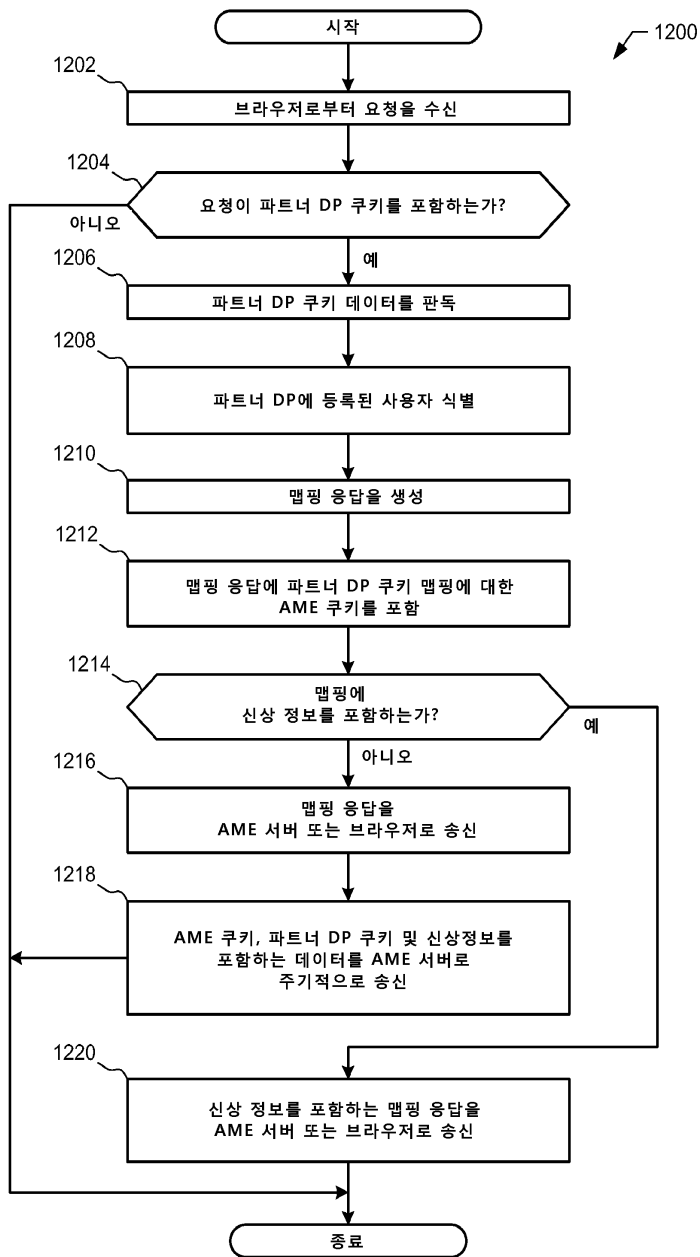 시작
1200
1202
브라우저로부터 요청을 수신
1204
요청이 파트너 DP 쿠키를 포함하는가?
아니오
예
1206
파트너 DP 쿠키 데이터를 판독
1208
파트너 DP에 등록된 사용자 식별
1210
맵핑 응답을 생성
1212
맵핑 응답에 파트너 DP 쿠키 맵핑에 대한
AME 쿠키를 포함
1214
맵핑에
신상 정보를 포함하는가?
예
아니오
1216
맵핑 응답을
AME 서버 또는 브라우저로 송신
1218
AME 쿠키, 파트너 DP 쿠키 및 신상정보를
포함하는 데이터를 AME 서버로
주기적으로 송신
1220
신상 정보를 포함하는 맵핑 응답을
AME 서버 또는 브라우저로 송신
종료